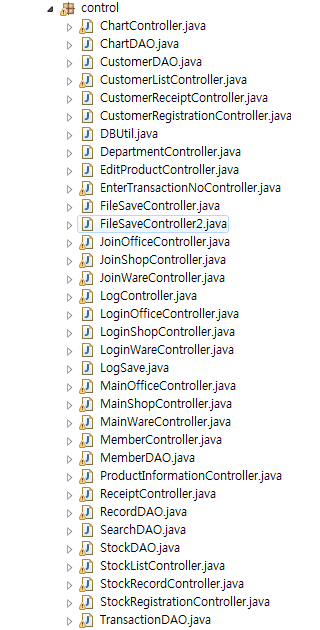 control
ChartController.java
ChartDAO.java
CustomerDAO.java
CustomerListController.java
CustomerReceiptController.java
CustomerRegistrationController.java
DBUtil.java
DepartmentController.java
EditProductController.java
EnterTransactionNoController.java
FileSaveController.java
FileSaveController2.java
JoinOfficeController.java
JoinShopController.java
JoinWareController.java
LogController.java
LoginOfficeController.java
LoginShopController.java
LoginWareController.java
LogSave.java
MainOfficeController.java
MainShopController.java
MainWareController.java
MemberController.java
MemberDAO.java
ProductInformationController.java
ReceiptController.java
RecordDAO.java
SearchDAO.java
StockDAO.java
StockListController.java
StockRecordController.java
StockRegistrationController.java
TransactionDAO.java